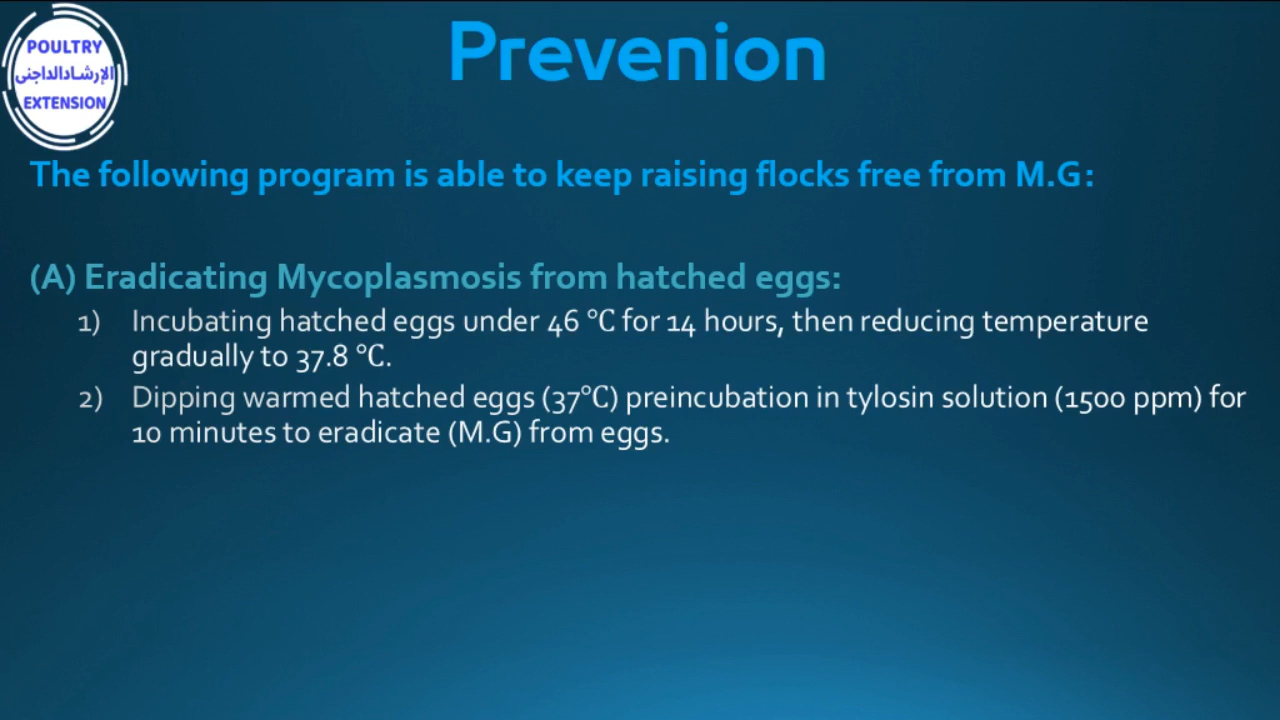 POULTRY
الإرشادالداجنى
EXTENSION
Prevenion
The following program is able to keep raising flocks free from M.G:
(A) Eradicating Mycoplasmosis from hatched eggs:
1) Incubating hatched eggs under 46 °C for 14 hours, then reducing temperature
gradually to 37.8 °C.
2) Dipping warmed hatched eggs (37°C) preincubation in tylosin solution (1500 ppm) for
10 minutes to eradicate (M.G) from eggs.